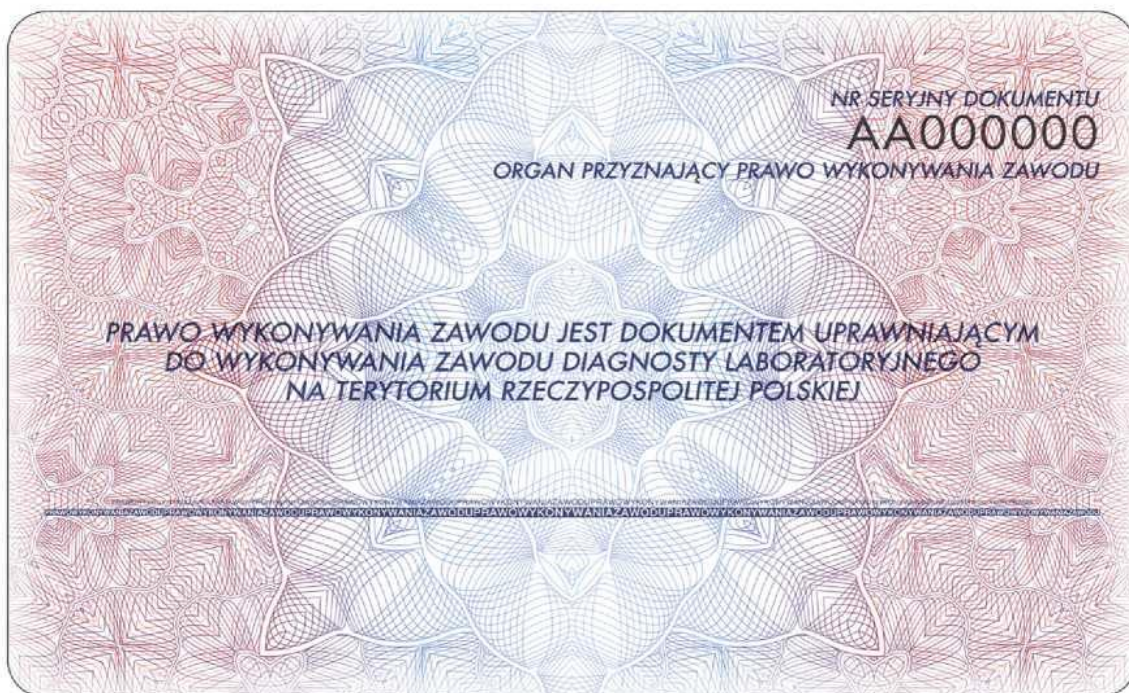 NR SERYJNY DOKUMENTU
AA000000
ORGAN PRZYZNAJĄCY PRAWO WYKONYWANIA ZAWODU
PRAWO WYKONYWANIA ZAWODU JEST DOKUMENTEM UPRAWNIAJĄCYM
DO WYKONYWANIA ZAWODU DIAGNOSTY LABORATORYJNEGO
NA TERYTORIUM RZECZYPOSPOLITEJ POLSKIEJ
PRAWOWYKONYWANIAZAWODUPRAWOWYKONYWANIAZAWODUPRAWOWYKONYWANIAZAWODUPRAWOWYKONYWANIAZAWODU